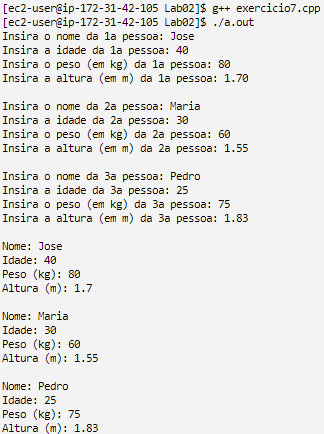 [ec2-user@ip-172-31-42-105 Lab02]$ g++ exercicio7.cpp
[ec2-user@ip-172-31-42-105 Lab02]$ ./a.out
Insira o nome da 1a pessoa: Jose
Insira a idade da 1a pessoa: 40
Insira o peso (em kg) da 1a pessoa: 80
Insira a altura (em m) da 1a pessoa: 1.70

Insira o nome da 2a pessoa: Maria
Insira a idade da 2a pessoa: 30
Insira o peso (em kg) da 2a pessoa: 60
Insira a altura (em m) da 2a pessoa: 1.55

Insira o nome da 3a pessoa: Pedro
Insira a idade da 3a pessoa: 25
Insira o peso (em kg) da 3a pessoa: 75
Insira a altura (em m) da 3a pessoa: 1.83

Nome: Jose
Idade: 40
Peso (kg): 80
Altura (m): 1.7

Nome: Maria
Idade: 30
Peso (kg): 60
Altura (m): 1.55

Nome: Pedro
Idade: 25
Peso (kg): 75
Altura (m): 1.83